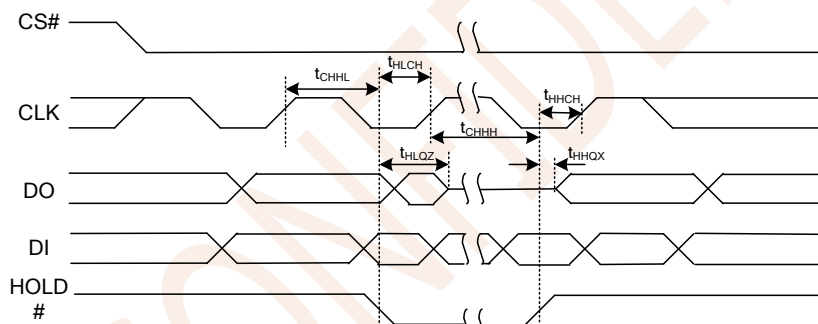 CS#
tCHHL
tHLCH
tHHCH
CLK
tCHHH
tHLQZ
tHHQX
DO
DI
HOLD
#